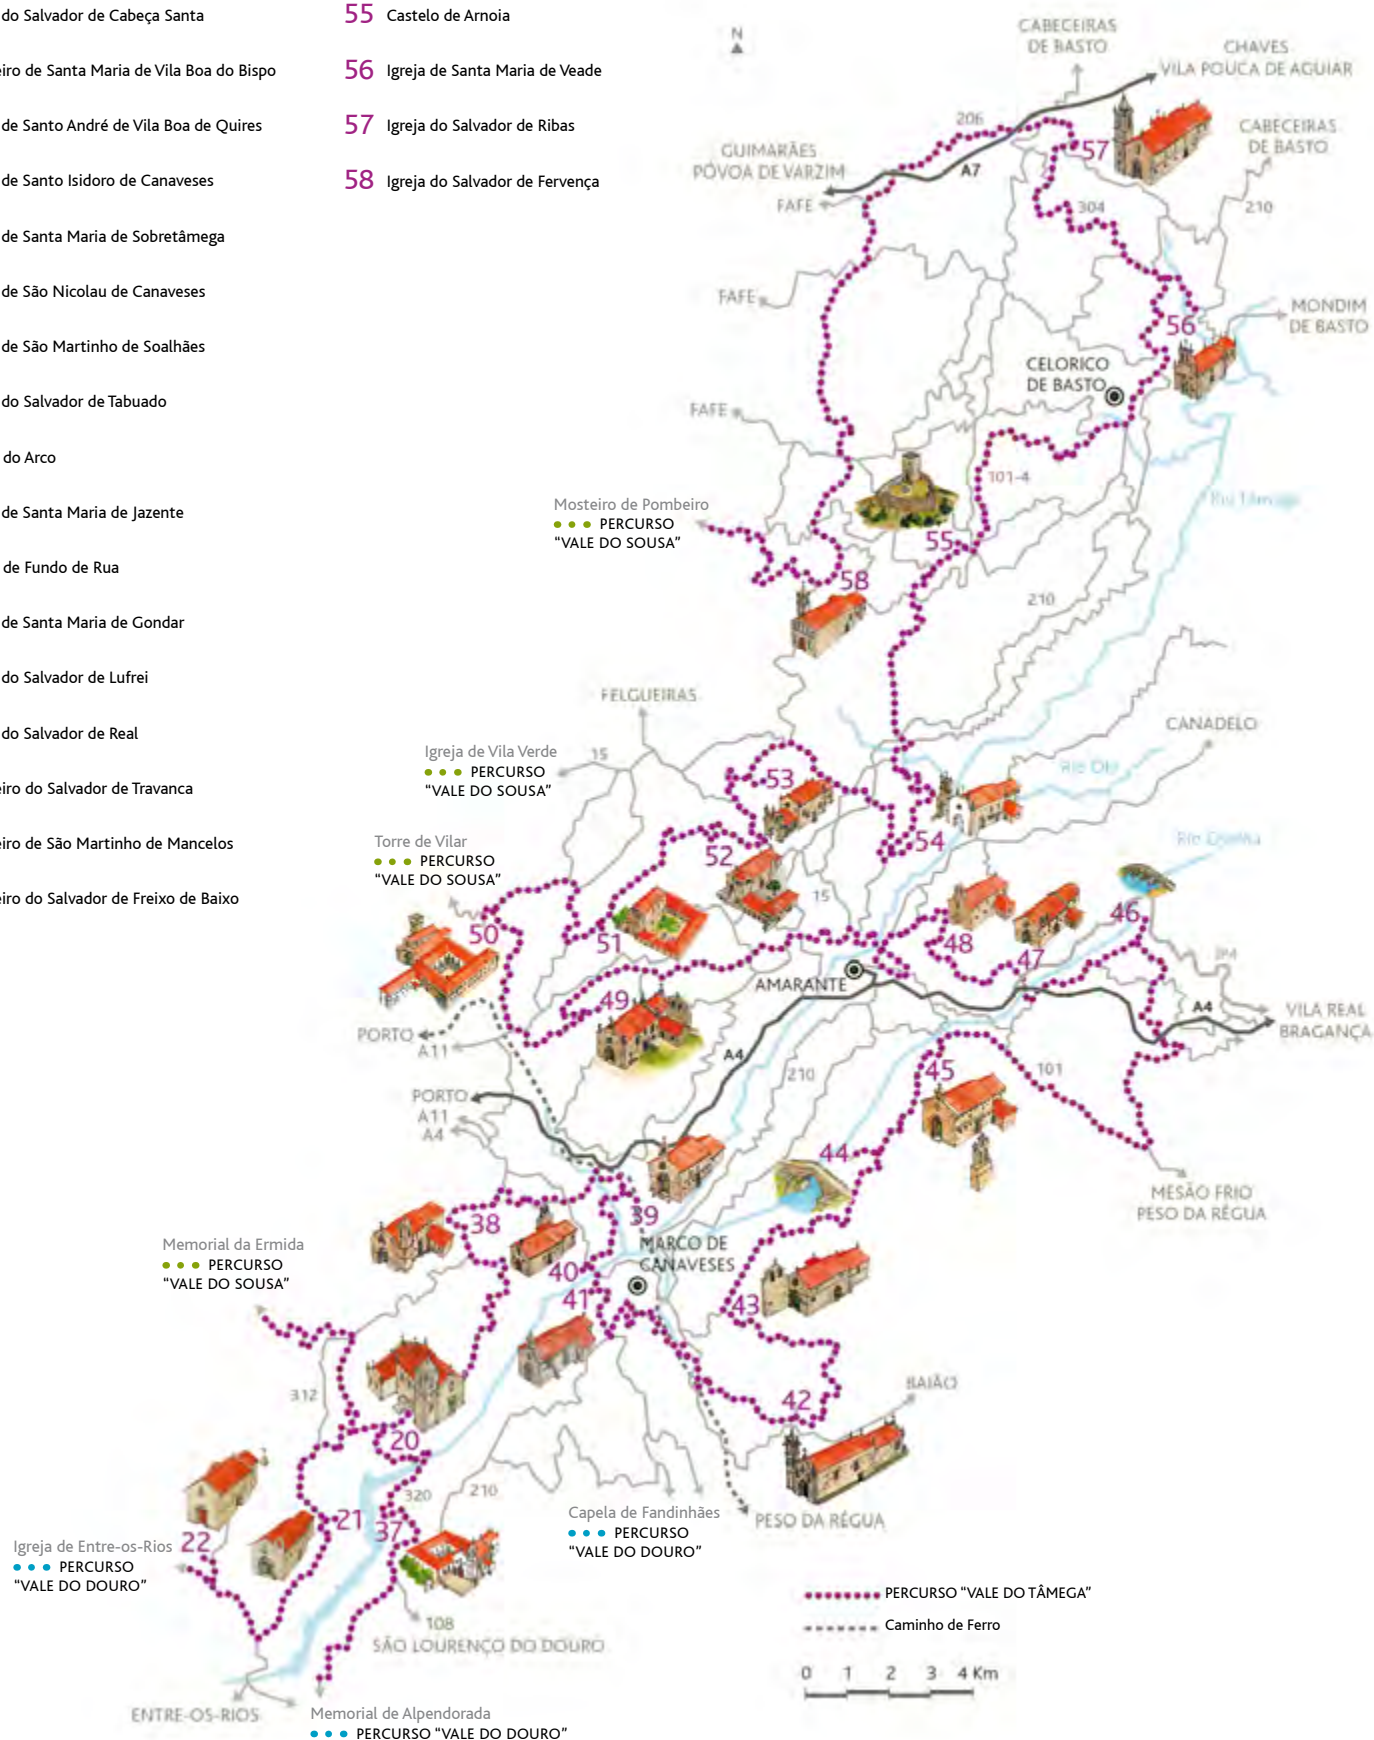 do Salvador de Cabeça Santa
eiro de Santa Maria de Vila Boa do Bispo
de Santo André de Vila Boa de Quires
de Santo Isidoro de Canaveses
de Santa Maria de Sobretâmega
de São Nicolau de Canaveses
de São Martinho de Soalhães
do Salvador de Tabuado
do Arco
de Santa Maria de Jazente
de Fundo de Rua
de Santa Maria de Gondar
do Salvador de Lufrei
do Salvador de Real
eiro do Salvador de Travanca
eiro de São Martinho de Mancelos
eiro do Salvador de Freixo de Baixo
55 Castelo de Arnoia
56 Igreja de Santa Maria de Veade
57 Igreja do Salvador de Ribas
58 Igreja do Salvador de Fervença
N
CABECEIRAS
DE BASTO
CHAVES
VILA POUCA DE AGUIAR
206
CABECEIRAS
DE BASTO
57
GUIMARÃES
PÓVOA DE VARZIM
A7
FAFE
304
210
FAFE
56
MONDIM
DE BASTO
CELORICO
DE BASTO
FAFE
101-4
Rio Tâmega
Mosteiro de Pombeiro
PERCURSO
“VALE DO SOUSA”
55
58
210
FELGUEIRAS
CANADELO
Igreja de Vila Verde
PERCURSO
“VALE DO SOUSA”
15
53
Rio Olo
Torre de Vilar
PERCURSO
“VALE DO SOUSA”
52
54
15
46
50
51
48
47
IP4
AMARANTE
49
A4
VILA REAL
BRAGANÇA
PORTO
A11
A4
210
45
101
PORTO
A11
A4
44
MESÃO FRIO
PESO DA RÉGUA
38
39
MARCO DE
CANAVESES
Memorial da Ermida
PERCURSO
“VALE DO SOUSA”
40
41
43
312
42
BAIÃO
20
320
210
21
37
22
Capela de Fandinhães
PERCURSO
“VALE DO DOURO”
PESO DA RÉGUA
Igreja de Entre-os-Rios
PERCURSO
“VALE DO DOURO”
PERCURSO “VALE DO TÂMEGA”
Caminho de Ferro
108
SÃO LOURENÇO DO DOURO
0 1 2 3 4 Km
ENTRE-OS-RIOS
Memorial de Alpendorada
PERCURSO “VALE DO DOURO”